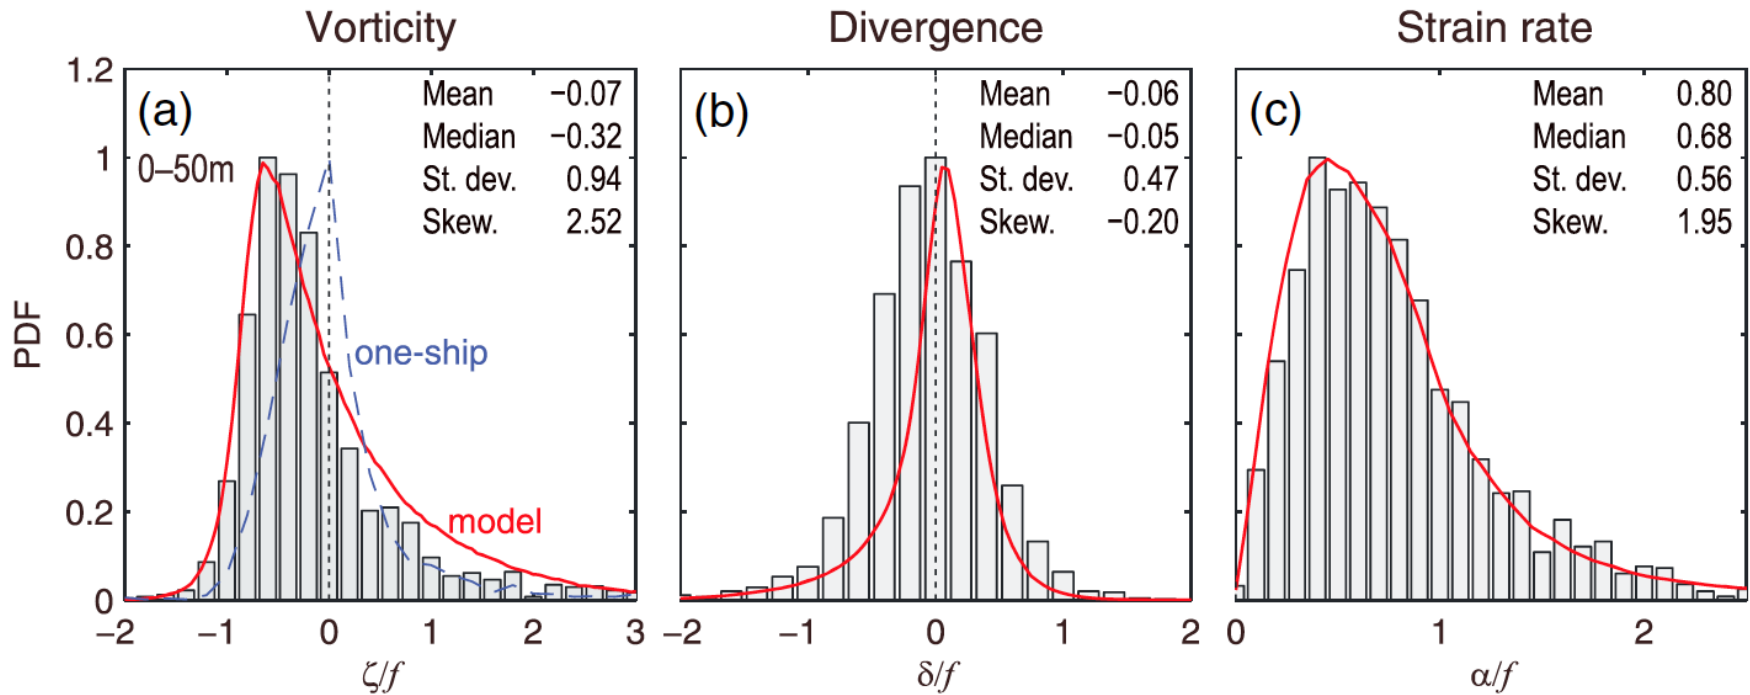 Vorticity
Divergence
Strain rate
PDF
1.2
1
0.8
0.6
0.4
0.2
0
(a)
0–50m
Mean −0.07
Median −0.32
St. dev. 0.94
Skew. 2.52
one-ship
model
−2 −1 0 1 2 3
ζ/f
(b)
Mean −0.06
Median −0.05
St. dev. 0.47
Skew. −0.20
−2 −1 0 1 2
δ/f
(c)
Mean 0.80
Median 0.68
St. dev. 0.56
Skew. 1.95
0 1 2
α/f